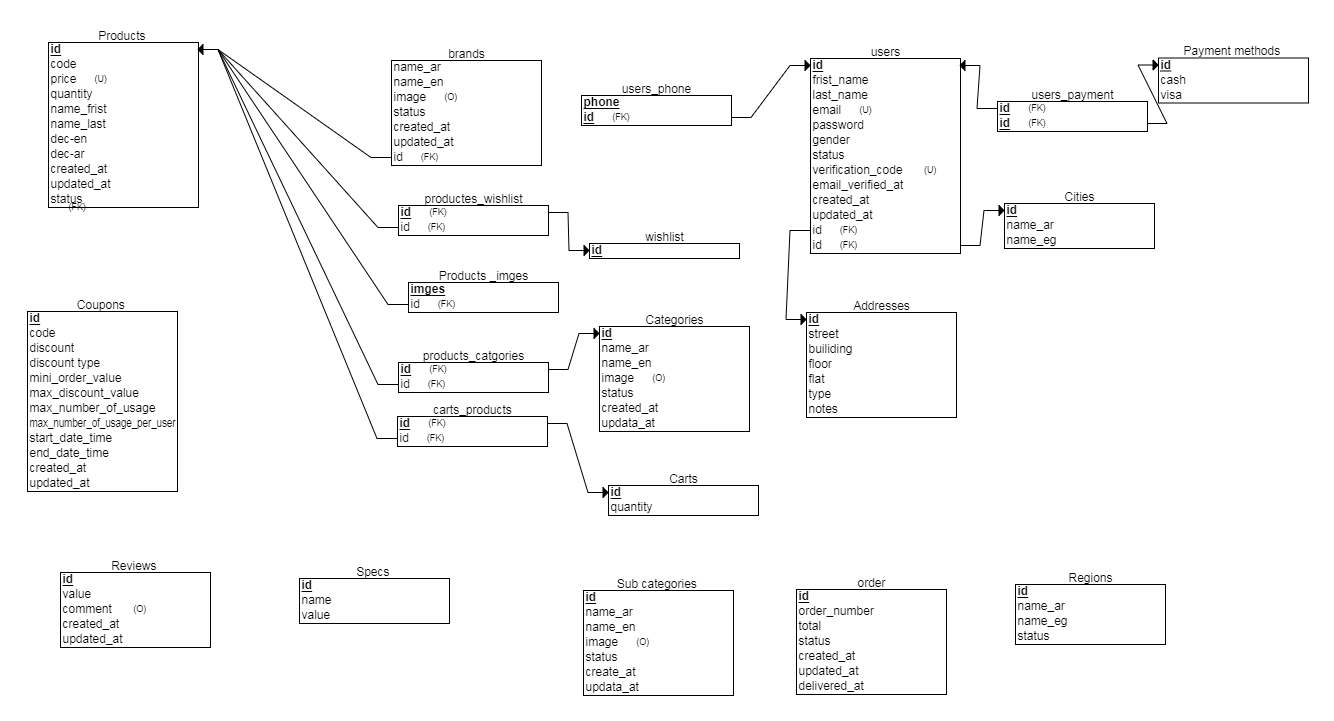 Products
id
code
price (U)
quantity
name_frist
name_last
dec-en
dec-ar
created_at
updated_at
status
(FK)
brands
name_ar
name_en
image (O)
status
created_at
updated_at
id (FK)
users_phone
phone
id (FK)
users
id
frist_name
last_name
email (U)
password
gender
status
verification_code (U)
email_verified_at
created_at
updated_at
id (FK)
id (FK)
Payment methods
id
cash
visa
users_payment
id (FK)
id (FK)
productes_wishlist
id (FK)
id (FK)
wishlist
id
Cities
id
name_ar
name_eg
Products _imges
imges
id (FK)
Coupons
id
code
discount
discount type
mini_order_value
max_discount_value
max_number_of_usage
max_number_of_usage_per_user
start_date_time
end_date_time
created_at
updated_at
products_catgories
id (FK)
id (FK)
Categories
id
name_ar
name_en
image (O)
status
created_at
updata_at
Addresses
id
street
builiding
floor
flat
type
notes
carts_products
id (FK)
id (FK)
Carts
id
quantity
Reviews
id
value
comment (O)
created_at
updated_at
Specs
id
name
value
Sub categories
id
name_ar
name_en
image (O)
status
create_at
updata_at
order
id
order_number
total
status
created_at
updated_at
delivered_at
Regions
id
name_ar
name_eg
status